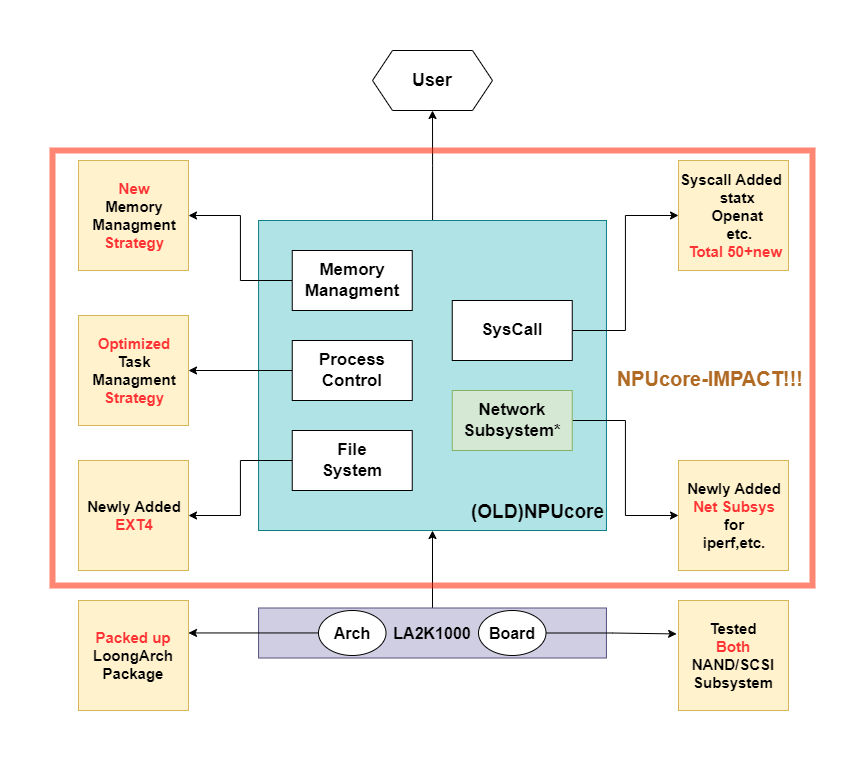 User
New
Memory
Managment
Strategy
Optimized
Task
Managment
Strategy
Newly Added
EXT4
Memory
Managment
Process
Control
File
System
SysCall
Network
Subsystem*
(OLD)NPUcore
Syscall Added
statx
Openat
etc.
Total 50+new
NPUcore-IMPACT!!!
Newly Added
Net Subsys
for
iperf,etc.
Packed up
LoongArch
Package
Arch
LA2K1000
Board
Tested
Both
NAND/SCSI
Subsystem